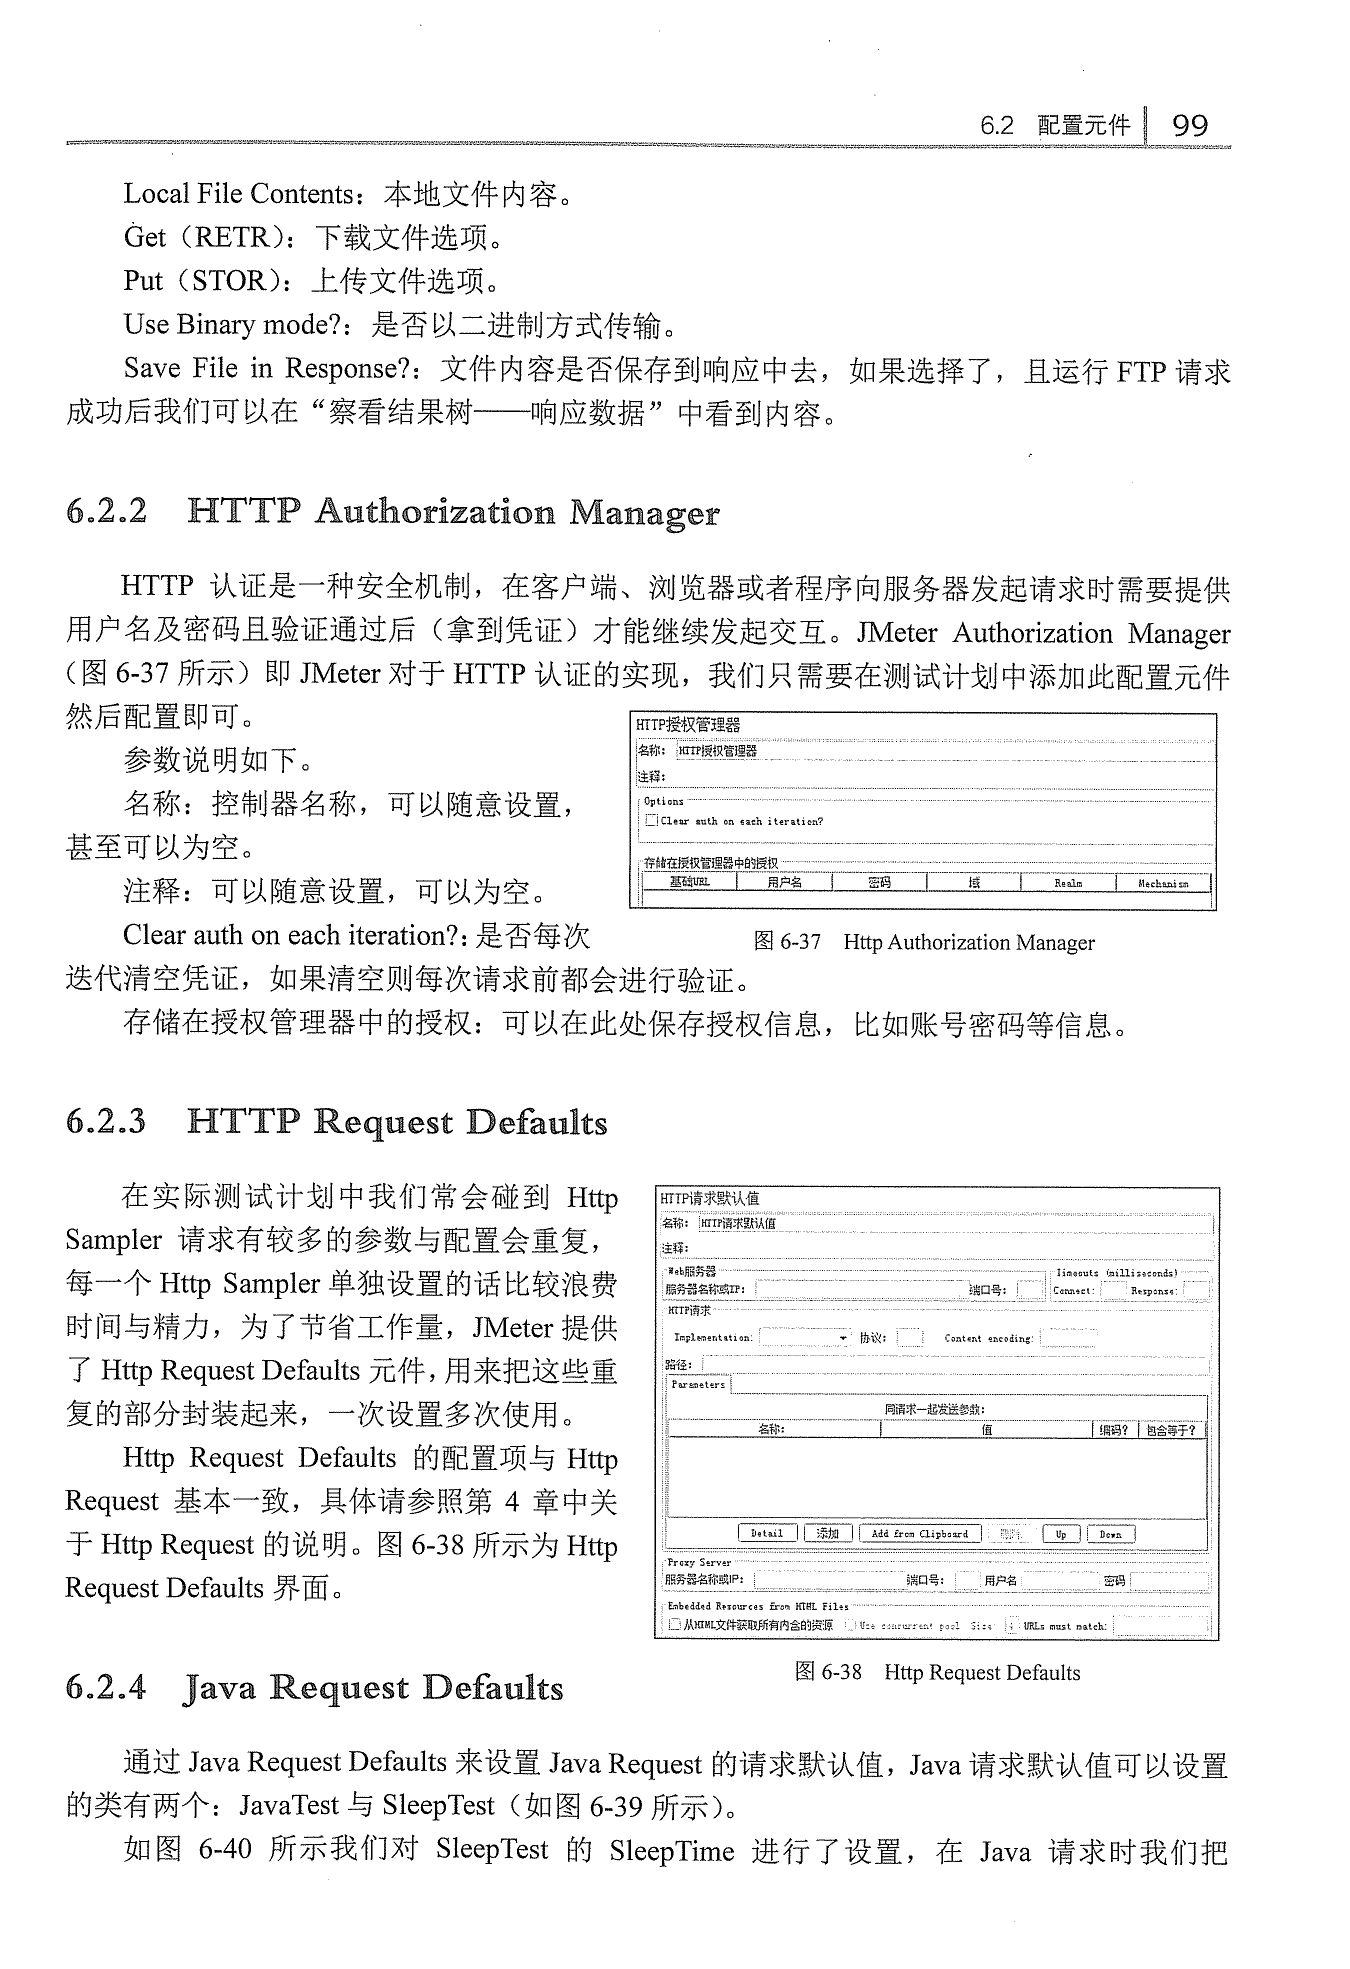 6.2 配置元件 99
Local File Contents：本地文件内容。
Get（RETR）：下载文件选项。
Put（STOR）：上传文件选项。
Use Binary mode?：是否以二进制方式传输。
Save File in Response?：文件内容是否保存到响应中去，如果选择了，且运行 FTP 请求
成功后我们可以在“察看结果树——响应数据”中看到内容。
6.2.2 HTTP Authorization Manager
HTTP 认证是一种安全机制，在客户端、浏览器或者程序向服务器发起请求时需要提供
用户名及密码且验证通过后（拿到凭证）才能继续发起交互。JMeter Authorization Manager
（图 6-37 所示）即 JMeter 对于 HTTP 认证的实现，我们只需要在测试计划中添加此配置元件
然后配置即可。
参数说明如下。
名称：控制器名称，可以随意设置，
甚至可以为空。
注释：可以随意设置，可以为空。
Clear auth on each iteration?：是否每次
迭代清空凭证，如果清空则每次请求前都会进行验证。
存储在授权管理器中的授权：可以在此处保存授权信息，比如账号密码等信息。
HTTP授权管理器
名称： HTTP授权管理器
注释：
Options
Clear auth on each iteration?
存储在授权管理器中的授权
基础URL 用户名 密码 域 Realm Mechanism
图 6-37 Http Authorization Manager
6.2.3 HTTP Request Defaults
在实际测试计划中我们常会碰到 Http
Sampler 请求有较多的参数与配置会重复，
每一个 Http Sampler 单独设置的话比较浪费
时间与精力，为了节省工作量，JMeter 提供
了 Http Request Defaults 元件，用来把这些重
复的部分封装起来，一次设置多次使用。
Http Request Defaults 的配置项与 Http
Request 基本一致，具体请参照第 4 章中关
于 Http Request 的说明。图 6-38 所示为 Http
Request Defaults 界面。
HTTP请求默认值
名称： HTTP请求默认值
注释：
Web服务器 Timeouts (milliseconds)
服务器名称或IP： 端口号： Connect: Response:
HTTP请求
Implementation: 协议： Content encoding:
路径：
Parameters
同请求一起发送参数：
名称： 值 编码？ 包含等于？
Detail 添加 Add from Clipboard 删除 Up Down
Proxy Server
服务器名称或IP： 端口号： 用户名 密码
Embedded Resources from HTML Files
从HTML文件获取所有内含的资源 Use concurrent pool Size: URLs must match:
图 6-38 Http Request Defaults
6.2.4 Java Request Defaults
通过 Java Request Defaults 来设置 Java Request 的请求默认值，Java 请求默认值可以设置
的类有两个：JavaTest 与 SleepTest（如图 6-39 所示）。
如图 6-40 所示我们对 SleepTest 的 SleepTime 进行了设置，在 Java 请求时我们把